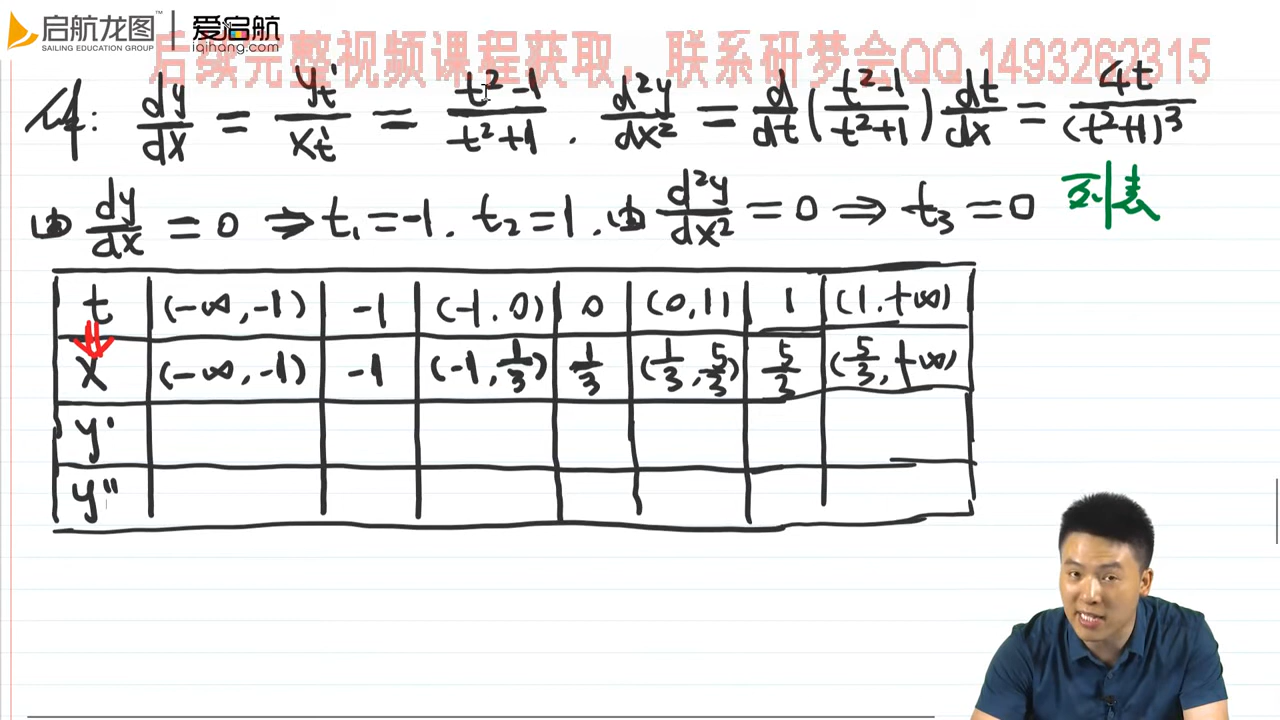 启航龙图 爱启航
SAILING EDUCATION GROUP iqihang.com
后续完整视频课程获取，联系研梦会QQ 1493262315
解: dy/dx = y't/x't = t²-1/t²+1 . d²y/dx² = d/dt (t²-1/t²+1) dt/dx = 4t/(t²+1)³
由 dy/dx = 0 ⇒ t₁=-1. t₂=1. 由 d²y/dx² = 0 ⇒ t₃=0 列表
t (-∞,-1) -1 (-1.0) 0 (0,1) 1 (1.+∞)
x (-∞,-1) -1 (-1,1/3) 1/3 (1/3,5/3) 5/3 (5/3,+∞)
y'
y"